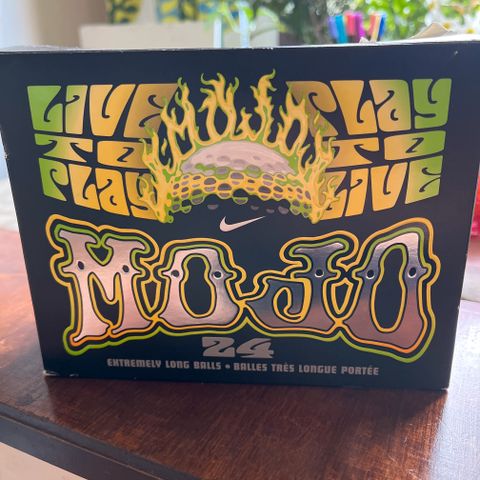 LIVE
TO
PLAY
MOJO
PLAY
TO
LIVE
MOJO
24
EXTREMELY LONG BALLS • BALLES TRÈS LONGUE PORTÉE